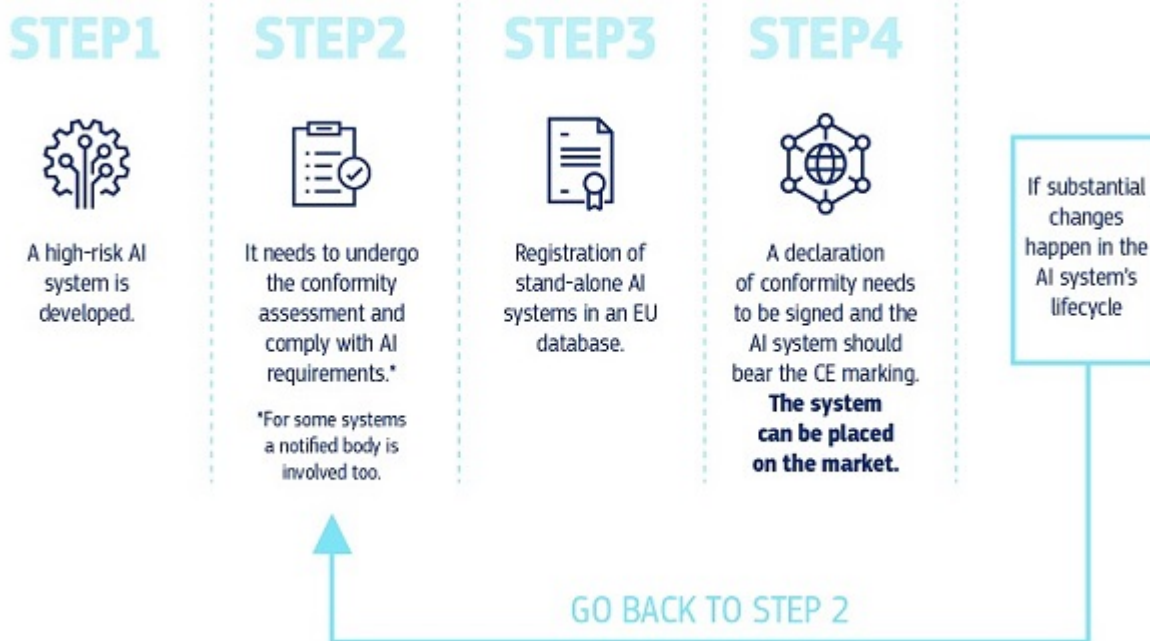 STEP1
A high-risk AI
system is
developed.
STEP2
It needs to undergo
the conformity
assessment and
comply with AI
requirements.*
*For some systems
a notified body is
involved too.
STEP3
Registration of
stand-alone AI
systems in an EU
database.
STEP4
A declaration
of conformity needs
to be signed and the
AI system should
bear the CE marking.
The system
can be placed
on the market.
If substantial
changes
happen in the
AI system's
lifecycle
GO BACK TO STEP 2